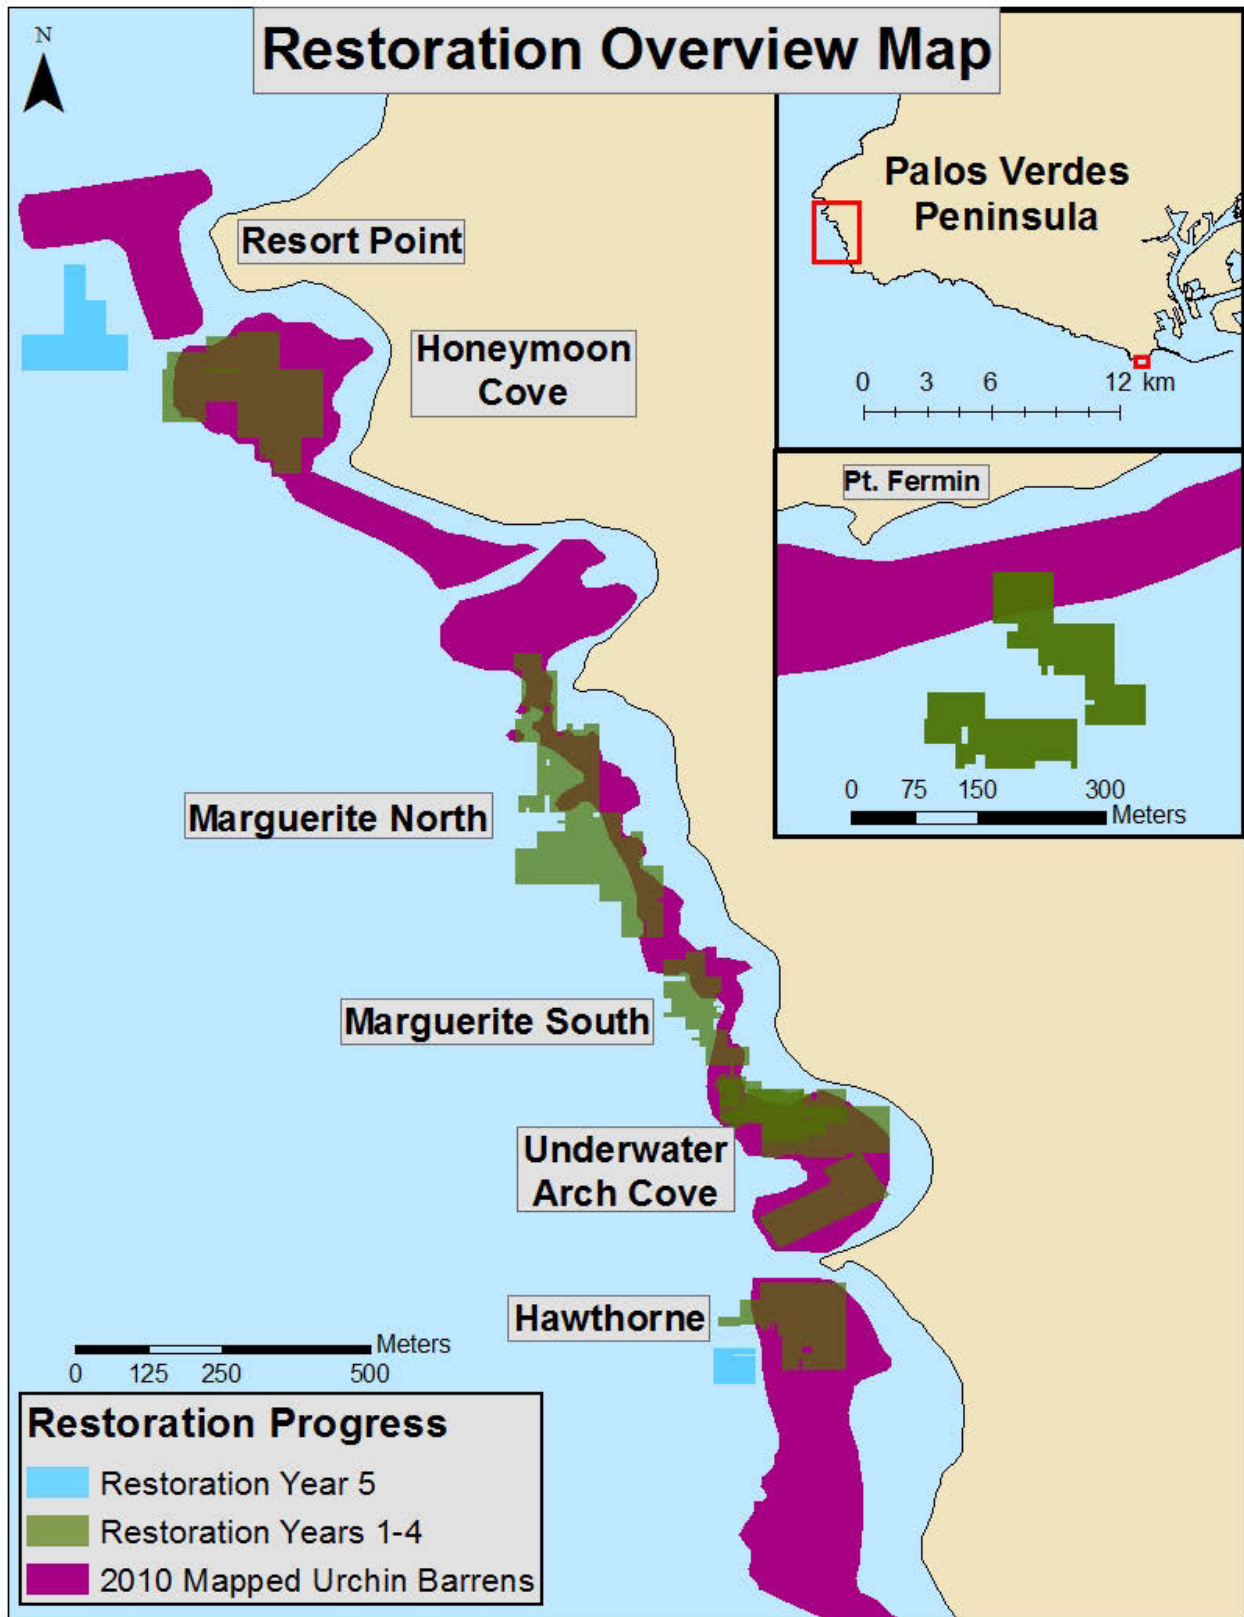 Restoration Overview Map
N
Palos Verdes
Peninsula
0 3 6 12 km
Resort Point
Honeymoon
Cove
Pt. Fermin
0 75 150 300
Meters
Marguerite North
Marguerite South
Underwater
Arch Cove
Hawthorne
Meters
0 125 250 500
Restoration Progress
Restoration Year 5
Restoration Years 1-4
2010 Mapped Urchin Barrens